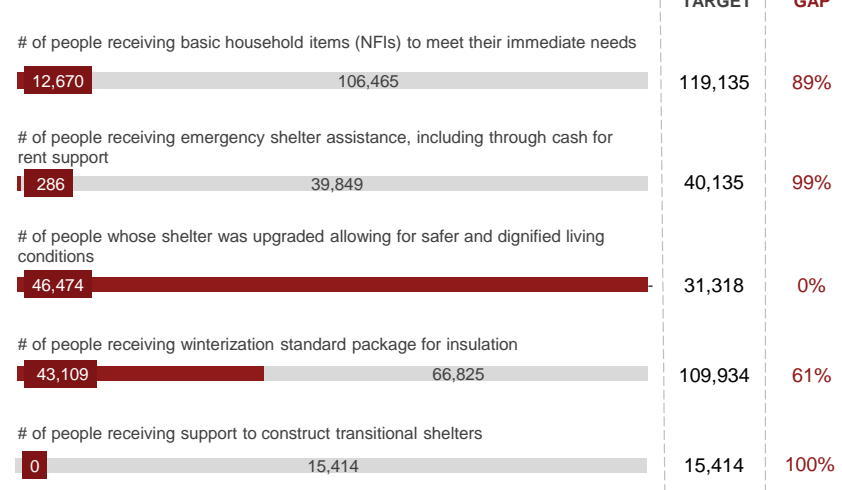 TARGET GAP
# of people receiving basic household items (NFIs) to meet their immediate needs
12,670 106,465 119,135 89%
# of people receiving emergency shelter assistance, including through cash for
rent support
286 39,849 40,135 99%
# of people whose shelter was upgraded allowing for safer and dignified living
conditions
46,474 - 31,318 0%
# of people receiving winterization standard package for insulation
43,109 66,825 109,934 61%
# of people receiving support to construct transitional shelters
0 15,414 15,414 100%